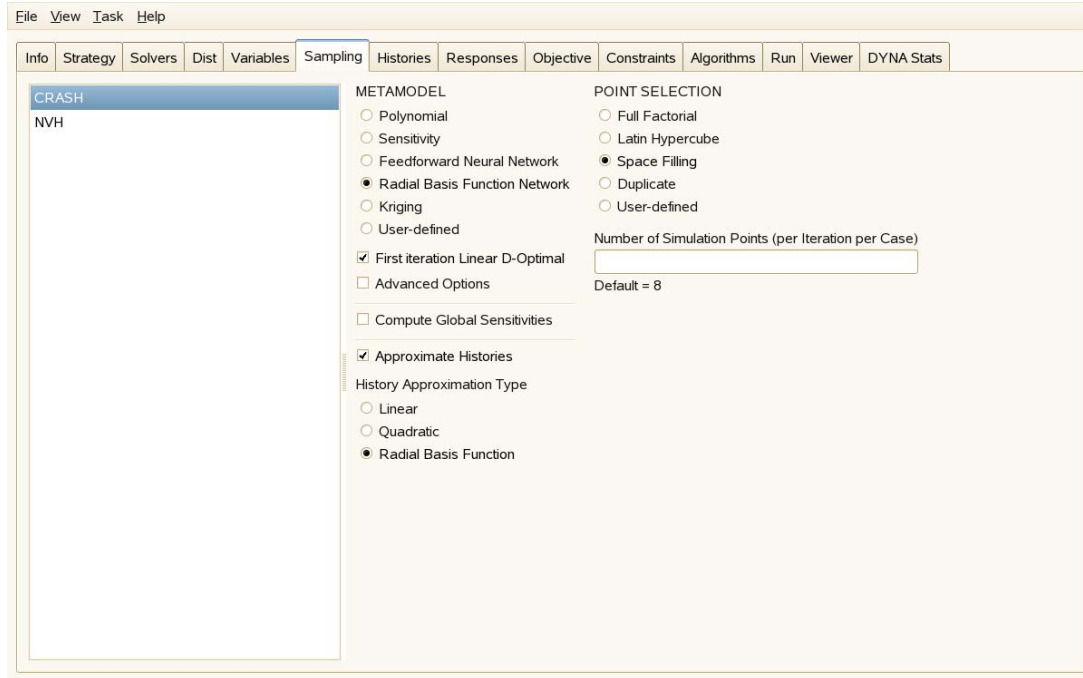 File View Task Help
Info Strategy Solvers Dist Variables Sampling Histories Responses Objective Constraints Algorithms Run Viewer DYNA Stats
CRASH
NVH
METAMODEL
Polynomial
Sensitivity
Feedforward Neural Network
Radial Basis Function Network
Kriging
User-defined
First iteration Linear D-Optimal
Advanced Options
Compute Global Sensitivities
Approximate Histories
History Approximation Type
Linear
Quadratic
Radial Basis Function
POINT SELECTION
Full Factorial
Latin Hypercube
Space Filling
Duplicate
User-defined
Number of Simulation Points (per Iteration per Case)
Default = 8